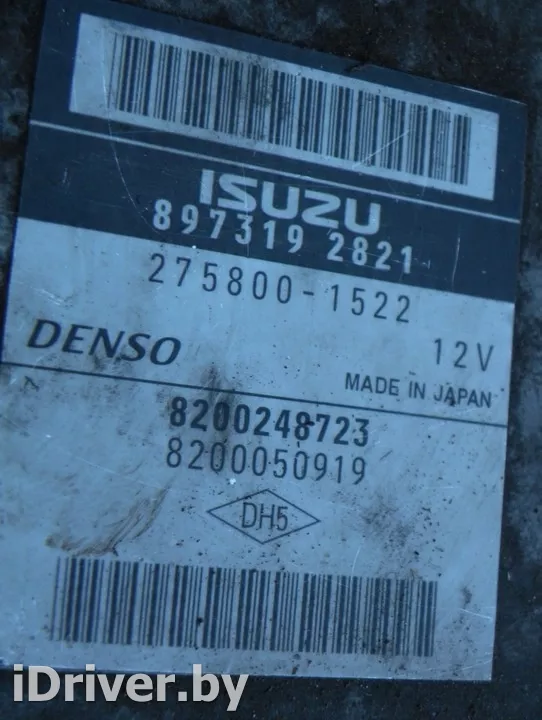 ISUZU
897319 2821
275800-1522
DENSO
12V
MADE IN JAPAN
8200248723
8200050919
DH5
iDriver.by